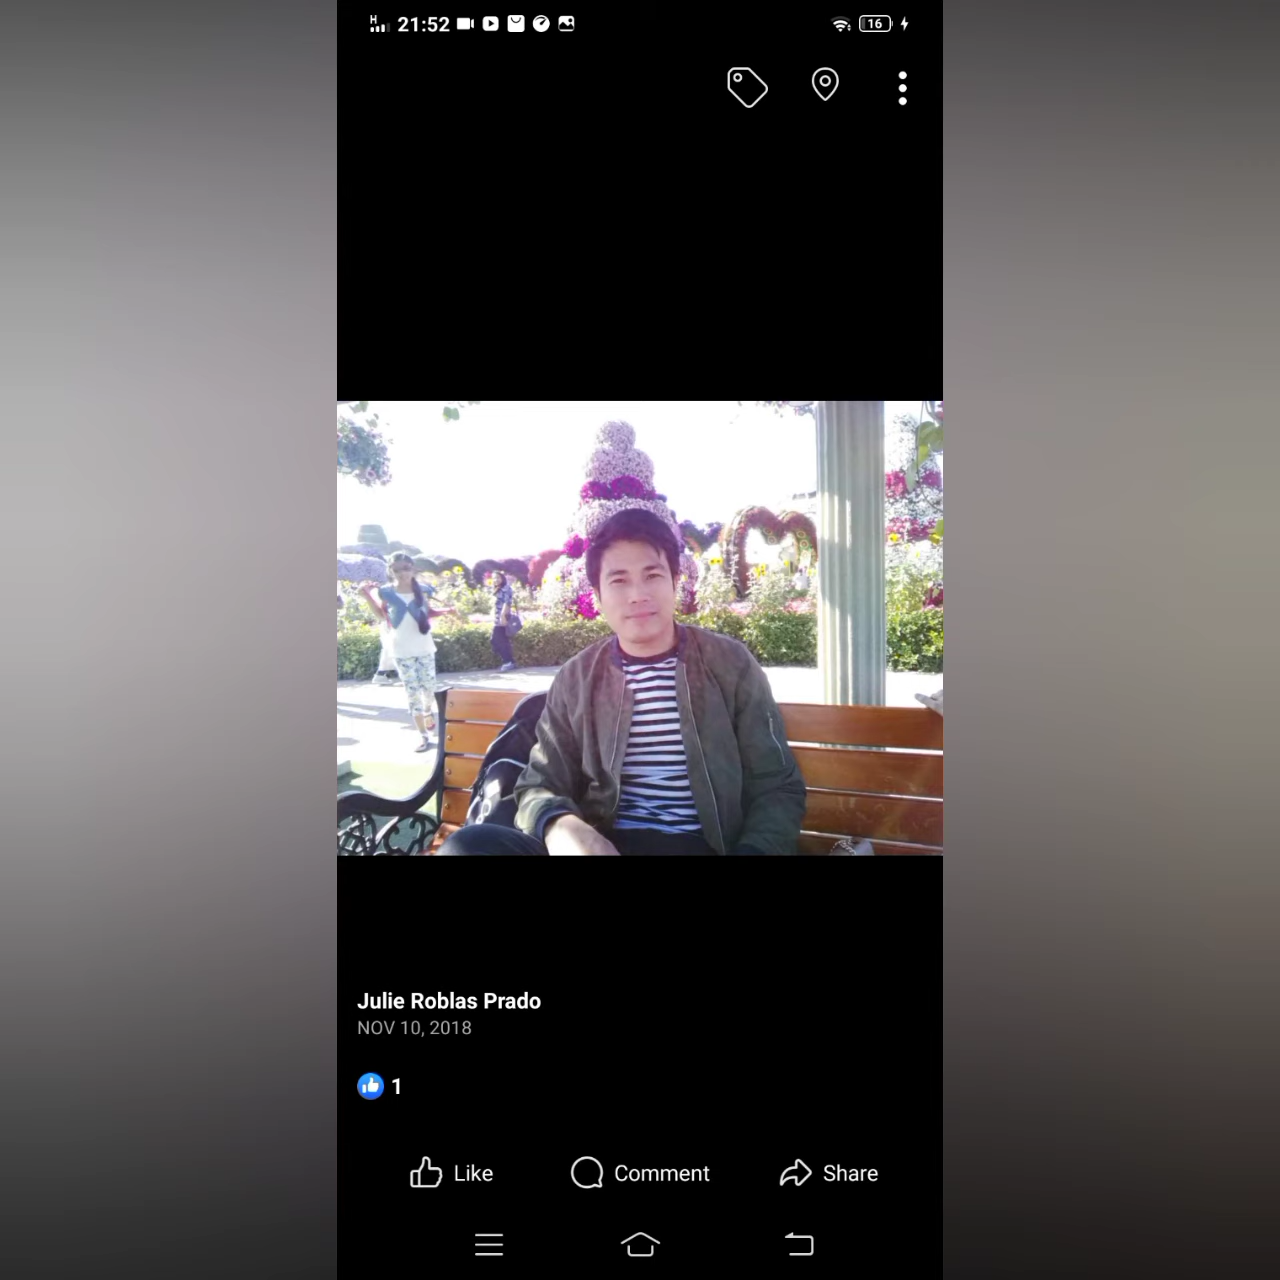 H 21:52 16
Julie Roblas Prado
NOV 10, 2018
1
Like Comment Share